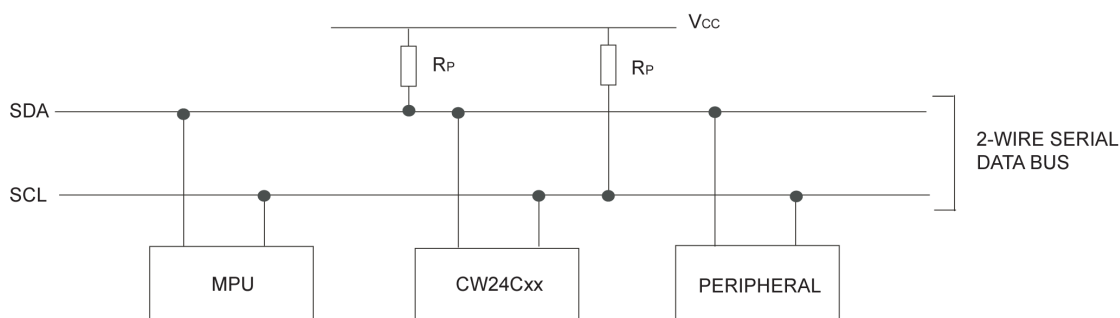 VCC
RP
RP
SDA
2-WIRE SERIAL
DATA BUS
SCL
MPU
CW24Cxx
PERIPHERAL